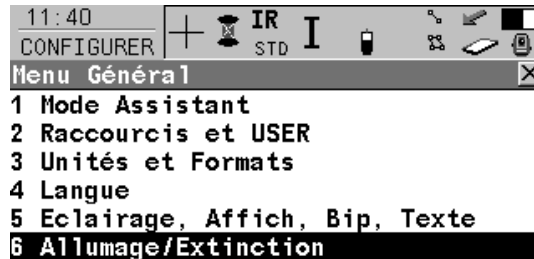 11:40
CONFIGURER
IR
STD
I
Menu Général
1 Mode Assistant
2 Raccourcis et USER
3 Unités et Formats
4 Langue
5 Eclairage, Affich, Bip, Texte
6 Allumage/Extinction